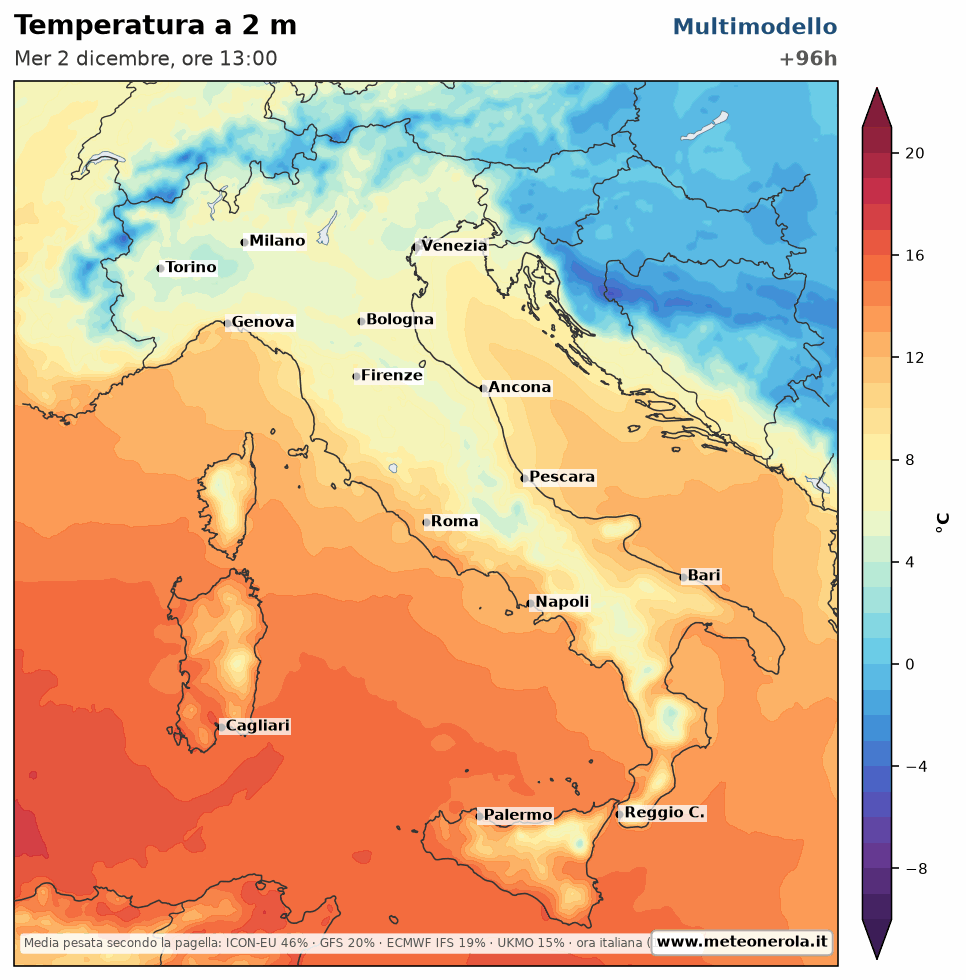 Temperatura a 2 m
Multimodello
Mer 2 dicembre, ore 13:00
+96h
Milano
Venezia
Torino
Genova
Bologna
Firenze
Ancona
Pescara
Roma
Bari
Napoli
Cagliari
Palermo
Reggio C.
20
16
12
8
4
0
−4
−8
°C
Media pesata secondo la pagella: ICON-EU 46% · GFS 20% · ECMWF IFS 19% · UKMO 15% · ora italiana (
www.meteonerola.it